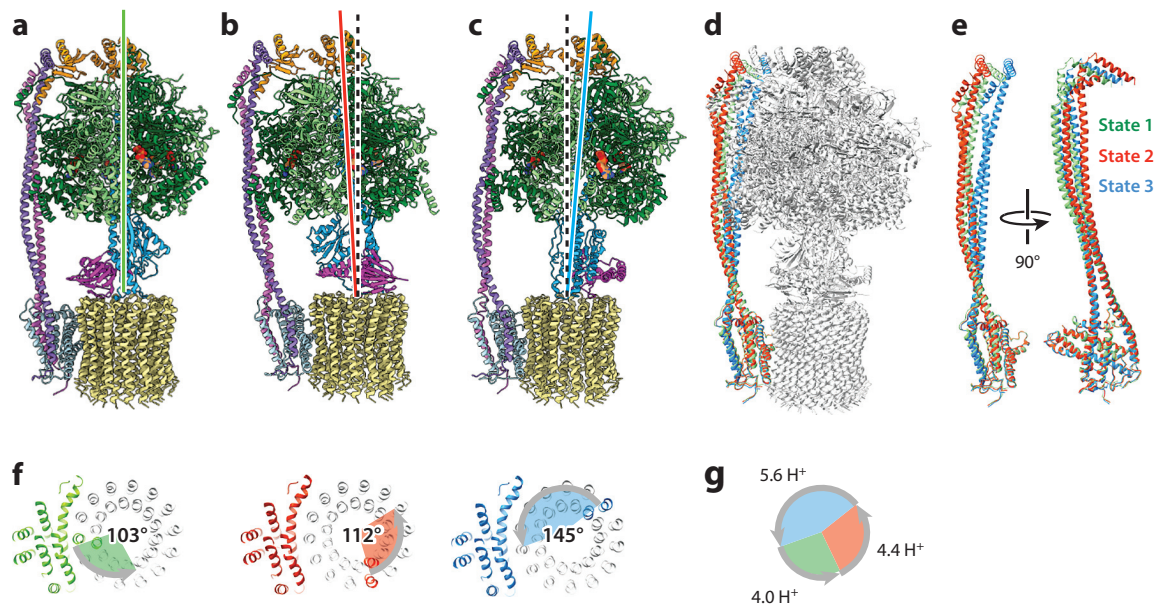 a
b
c
d
e
State 1
State 2
State 3
90°
f
103°
112°
145°
g
5.6 H⁺
4.4 H⁺
4.0 H⁺